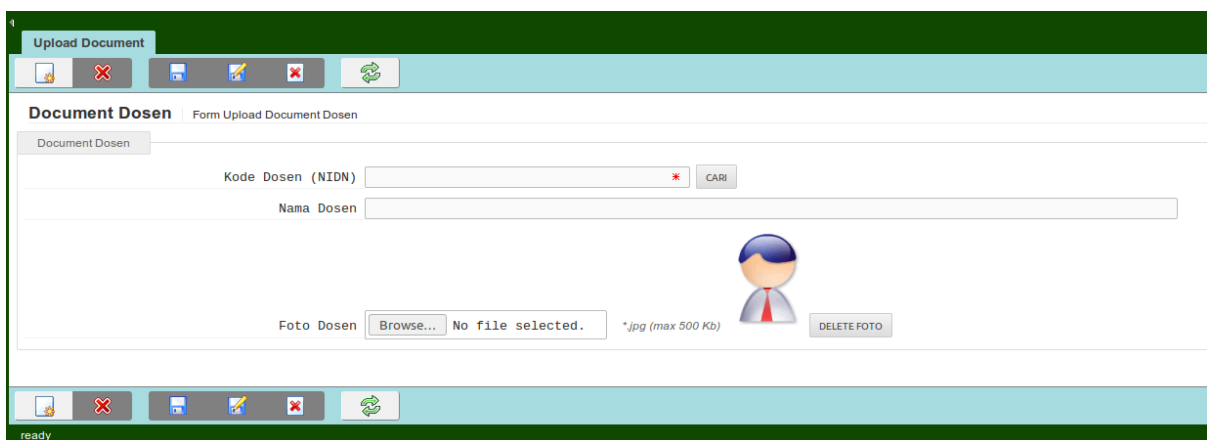 Upload Document
Document Dosen Form Upload Document Dosen
Document Dosen
Kode Dosen (NIDN) * CARI
Nama Dosen
Foto Dosen Browse... No file selected. *.jpg (max 500 Kb) DELETE FOTO
ready